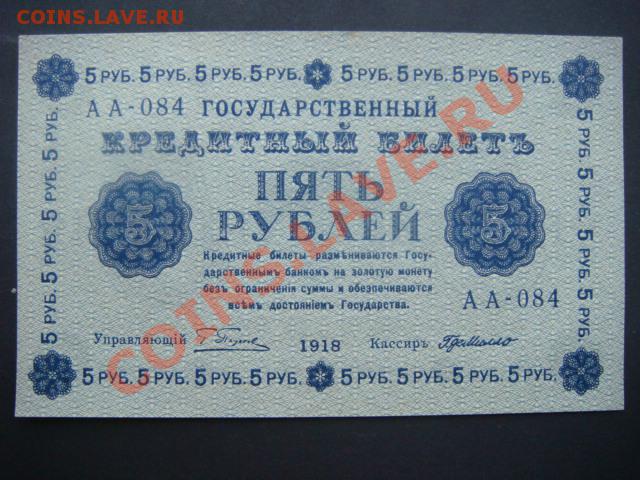 COINS.LAVE.RU
5 РУБ. 5 РУБ. 5 РУБ. 5 РУБ. 5 РУБ. 5 РУБ. 5 РУБ. 5 РУБ.
АА-084 ГОСУДАРСТВЕННЫЙ
КРЕДИТНЫЙ БИЛЕТЪ
ПЯТЬ
РУБЛЕЙ
5
5
Кредитные билеты размѣниваются Госу-
дарственнымъ банкомъ на золотую монету
безъ ограниченія суммы и обезпечиваются
всѣмъ достояніемъ Государства.
АА-084
Управляющій
1918
Кассиръ
5 РУБ. 5 РУБ. 5 РУБ. 5 РУБ. 5 РУБ. 5 РУБ. 5 РУБ. 5 РУБ.
5 РУБ. 5 РУБ. 5 РУБ. 5 РУБ.
5 РУБ. 5 РУБ. 5 РУБ. 5 РУБ.
COINS.LAVE.RU